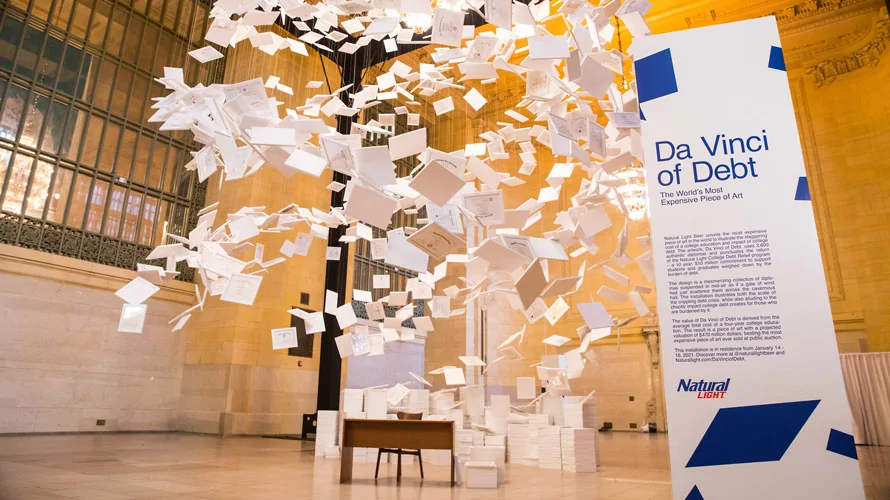 Da Vinci
of Debt
The World's Most
Expensive Piece of Art
Natural Light Beer unveils the most expensive
piece of art in the world to illustrate the staggering
cost of a college education and impact of college
debt. The artwork, Da Vinci of Debt, uses 2,600
authentic diplomas and punctuates the return
of the Natural Light College Debt Relief program
- a 10 year, $10 million commitment to support
students and graduates weighed down by the
burden of debt.
The design is a mesmerizing collection of diplo-
mas suspended in mid-air as if a gust of wind
had just scattered them across the cavernous
hall. The installation illustrates both the scale of
the crippling debt crisis, while also alluding to the
chaotic impact college debt creates for those who
are burdened by it.
The value of Da Vinci of Debt is derived from the
average total cost of a four-year college educa-
tion. The result is a piece with a projected
valuation of $470 million dollars, besting the most
expensive piece of art ever sold at public auction.
This installation is in residence from January 14 -
16, 2021. Discover more at @naturallightbeer and
Naturallight.com/DaVinciofDebt.
Natural
LIGHT